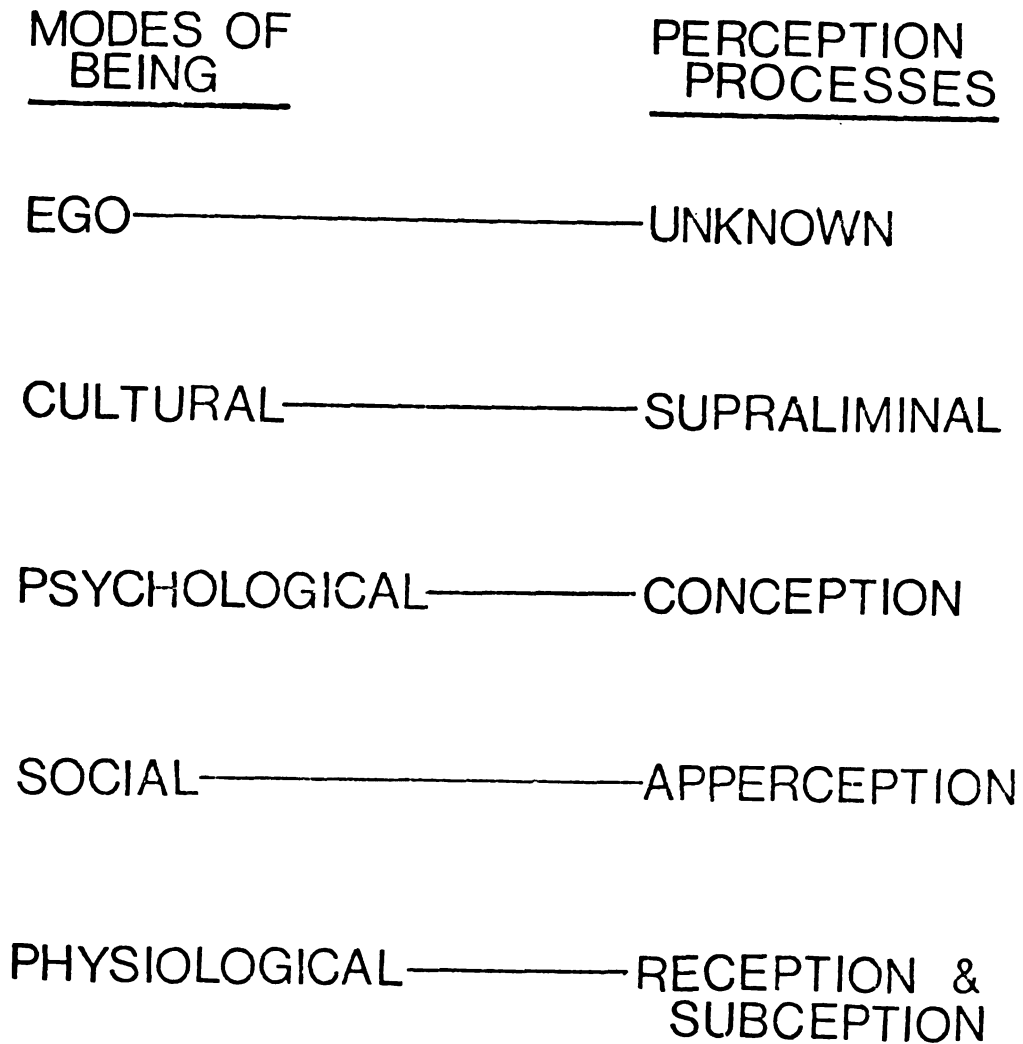 MODES OF
BEING
PERCEPTION
PROCESSES
EGO UNKNOWN
CULTURAL SUPRALIMINAL
PSYCHOLOGICAL CONCEPTION
SOCIAL APPERCEPTION
PHYSIOLOGICAL RECEPTION &
SUBCEPTION